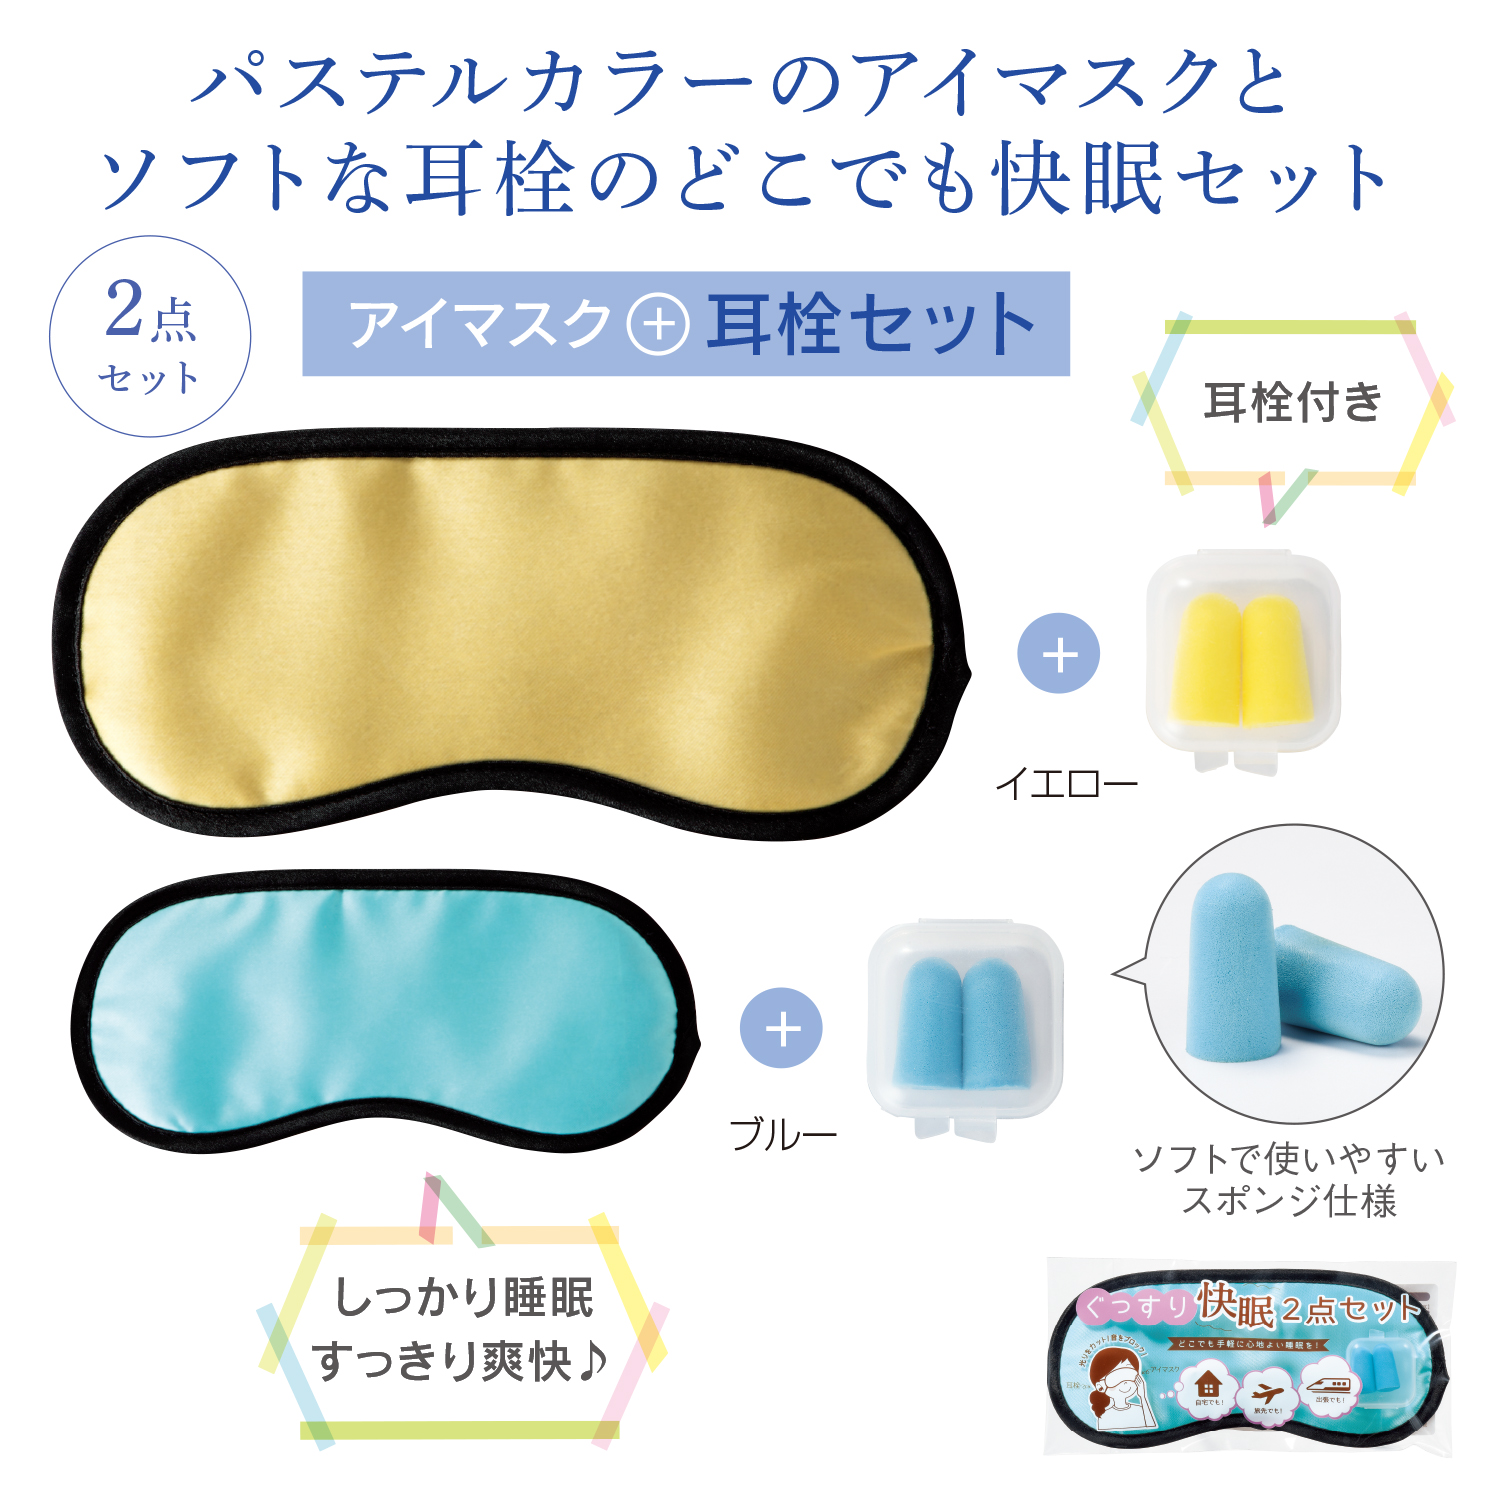 パステルカラーのアイマスクと
ソフトな耳栓のどこでも快眠セット
2点
セット
アイマスク+耳栓セット
耳栓付き
+
イエロー
+
ブルー
ソフトで使いやすい
スポンジ仕様
しっかり睡眠
すっきり爽快♪
ぐっすり快眠2点セット
どこでも手軽に心地よい睡眠を!
光りをカット!音をブロック!
アイマスク
耳栓
自宅でも!
旅先でも!
出張でも!